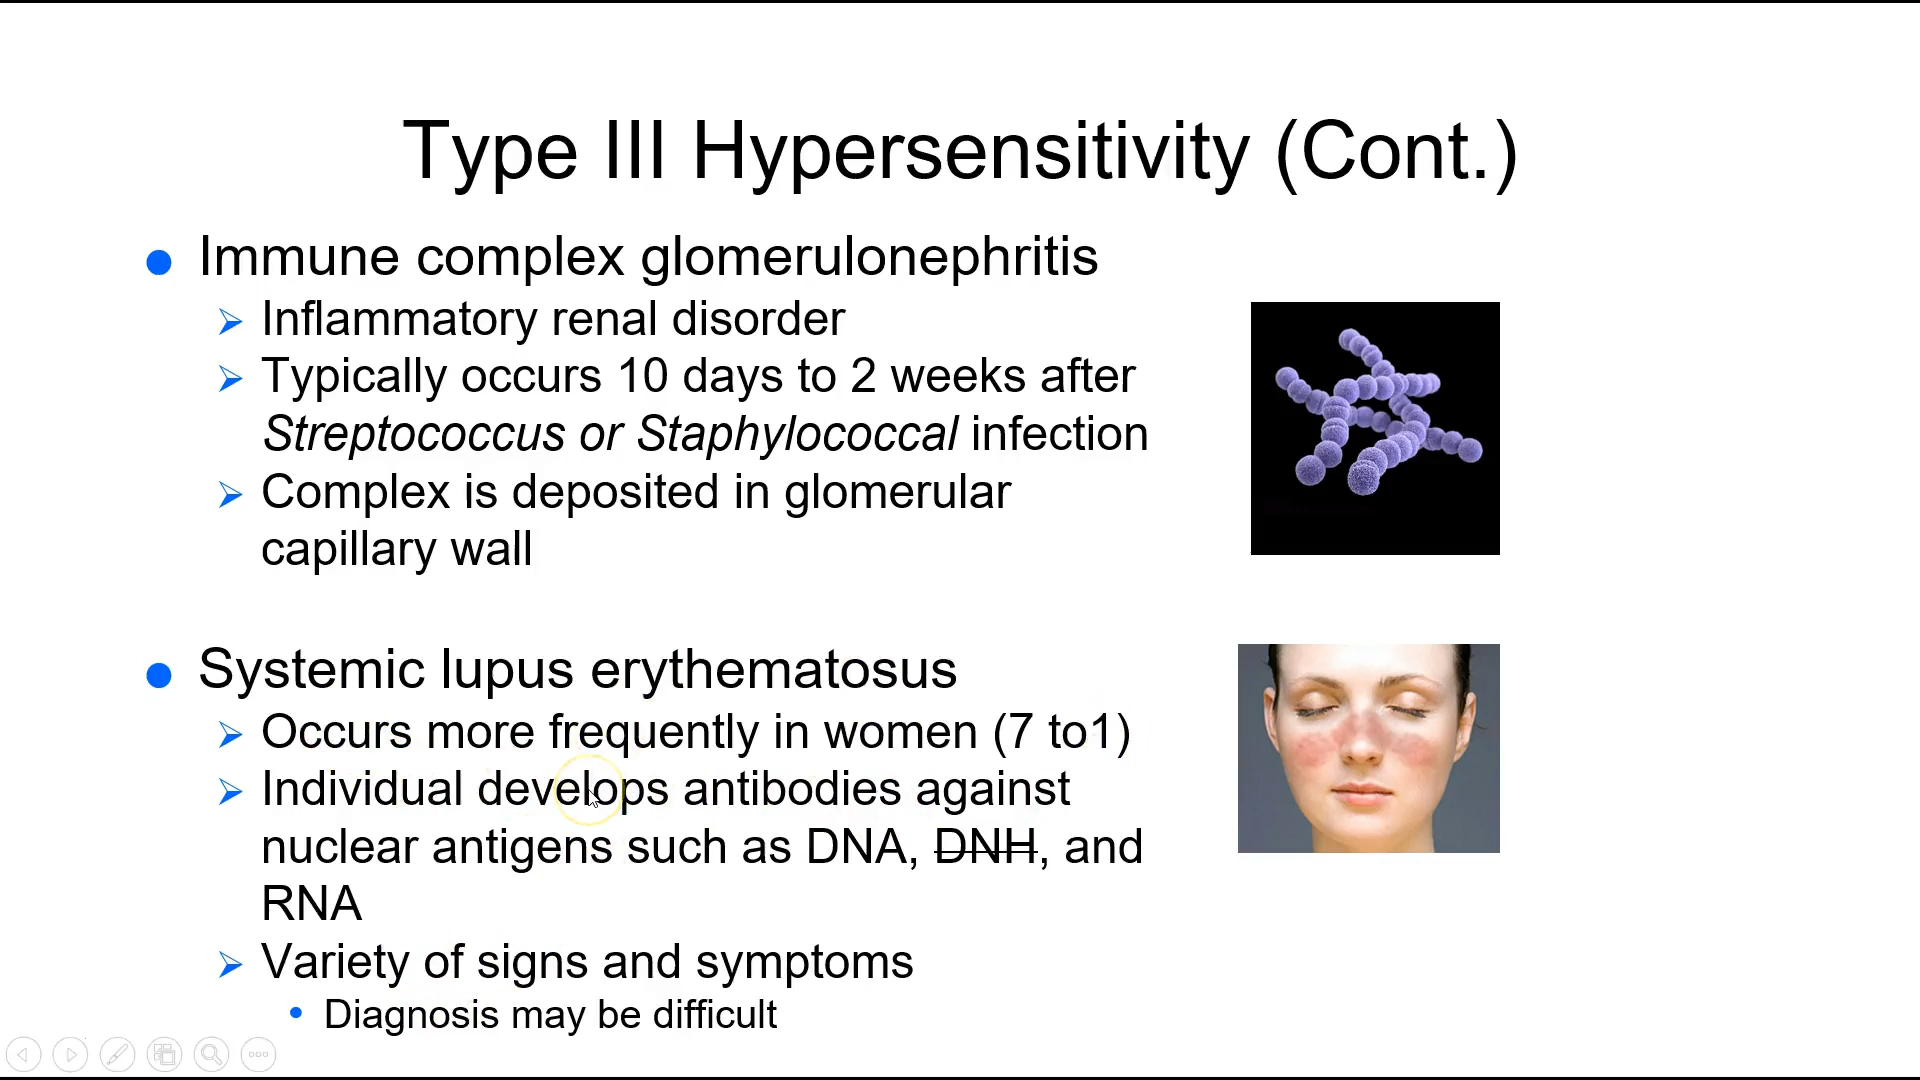 Type III Hypersensitivity (Cont.)
Immune complex glomerulonephritis
Inflammatory renal disorder
Typically occurs 10 days to 2 weeks after
Streptococcus or Staphylococcal infection
Complex is deposited in glomerular
capillary wall
Systemic lupus erythematosus
Occurs more frequently in women (7 to1)
Individual develops antibodies against
nuclear antigens such as DNA, DNH, and
RNA
Variety of signs and symptoms
Diagnosis may be difficult